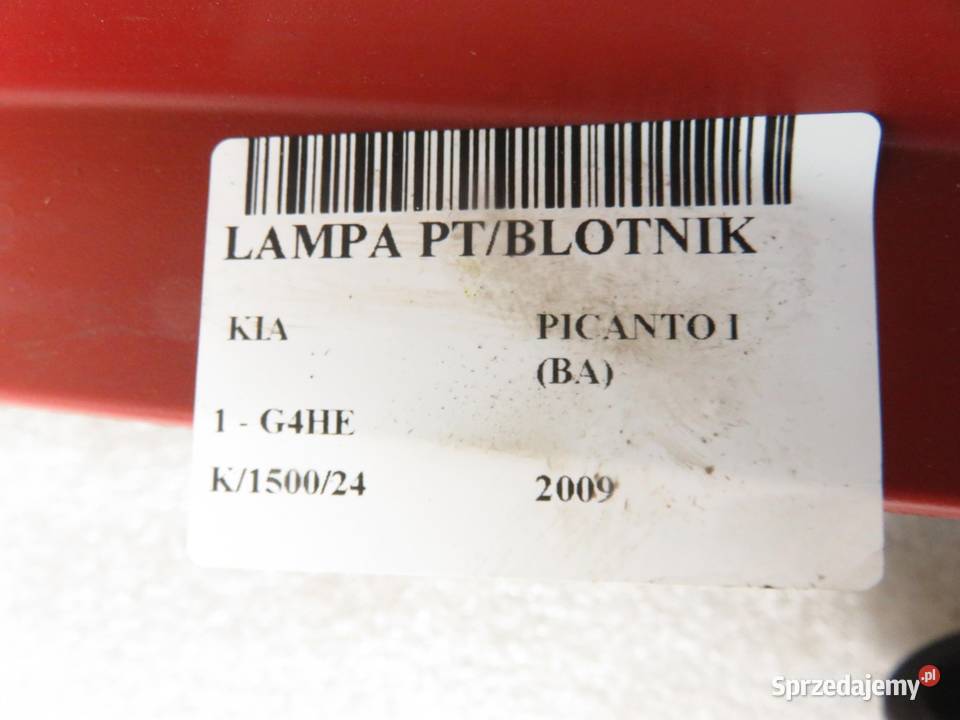 LAMPA PT/BLOTNIK
KIA PICANTO I
(BA)
1 - G4HE
K/1500/24 2009
Sprzedajemy.pl